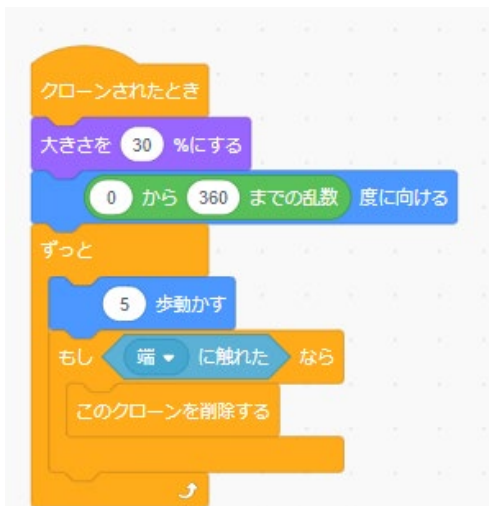 クローンされたとき
大きさを 30 %にする
0 から 360 までの乱数 度に向ける
ずっと
5 歩動かす
もし 端 に触れた なら
このクローンを削除する